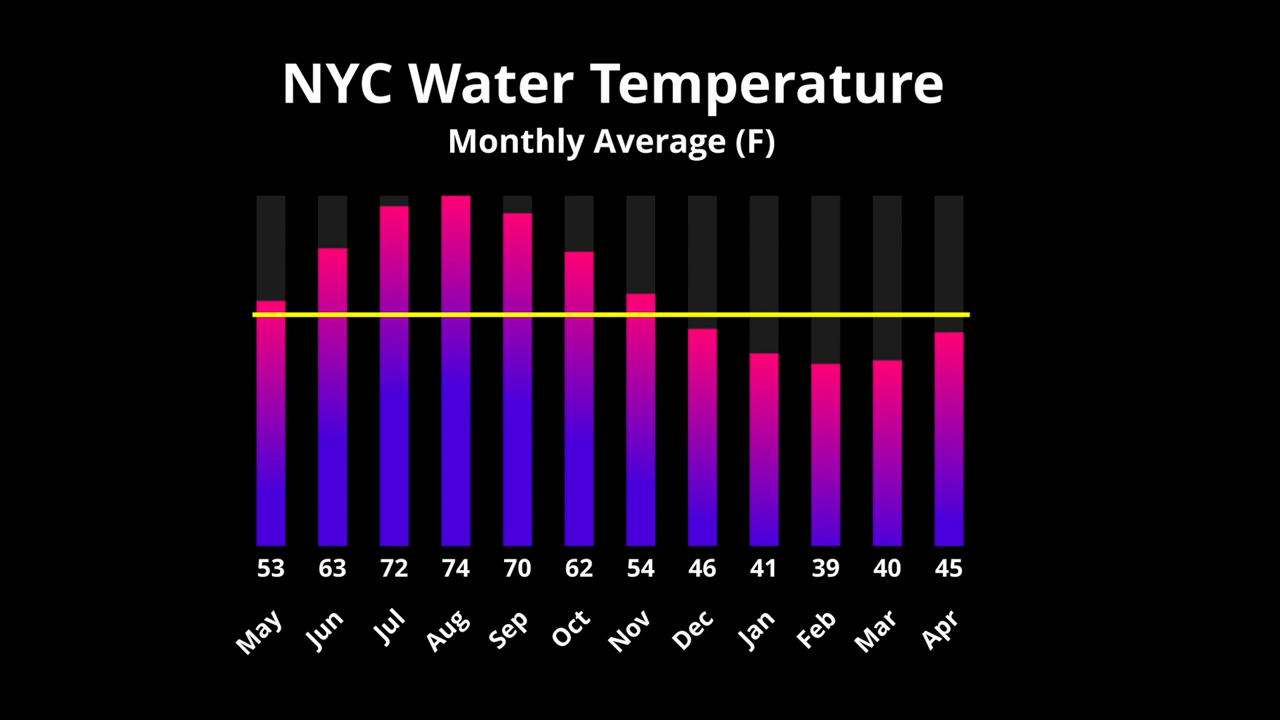 NYC Water Temperature
Monthly Average (F)
53 63 72 74 70 62 54 46 41 39 40 45
May Jun Jul Aug Sep Oct Nov Dec Jan Feb Mar Apr